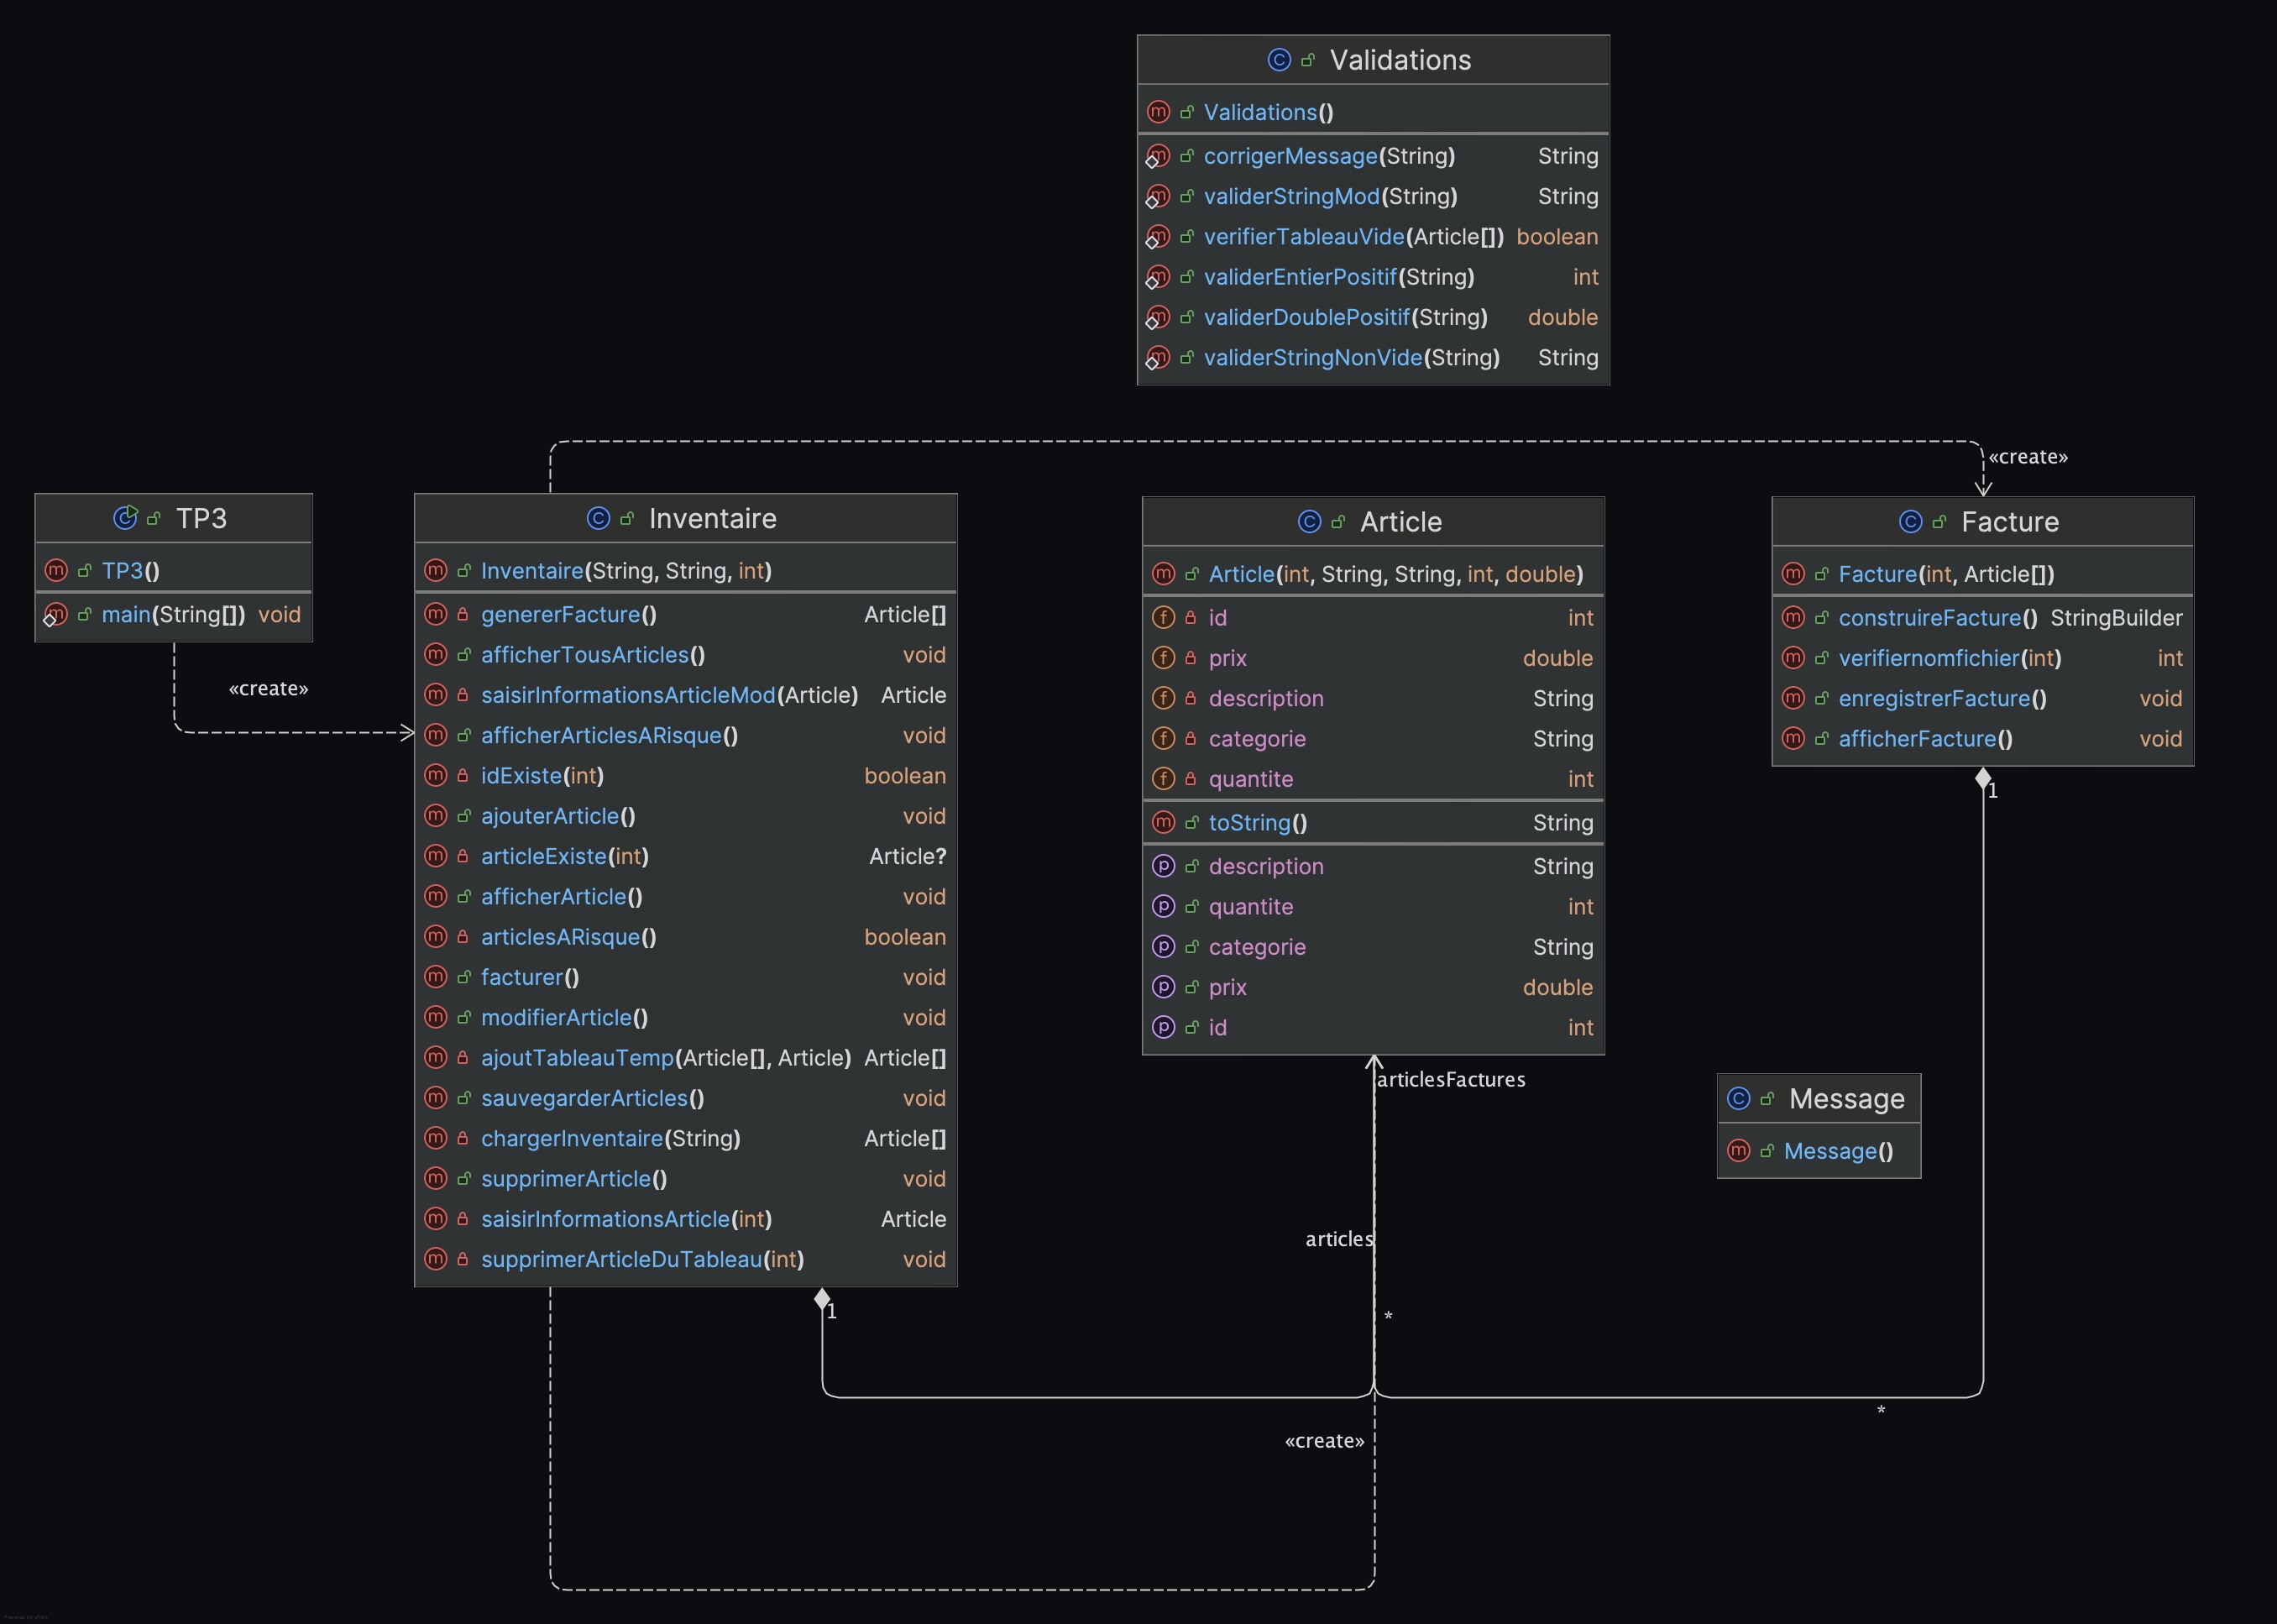 Validations
Validations()
corrigerMessage(String) String
validerStringMod(String) String
verifierTableauVide(Article[]) boolean
validerEntierPositif(String) int
validerDoublePositif(String) double
validerStringNonVide(String) String
«create»
TP3
TP3()
main(String[]) void
«create»
Inventaire
Inventaire(String, String, int)
genererFacture() Article[]
afficherTousArticles() void
saisirInformationsArticleMod(Article) Article
afficherArticlesARisque() void
idExiste(int) boolean
ajouterArticle() void
articleExiste(int) Article?
afficherArticle() void
articlesARisque() boolean
facturer() void
modifierArticle() void
ajoutTableauTemp(Article[], Article) Article[]
sauvegarderArticles() void
chargerInventaire(String) Article[]
supprimerArticle() void
saisirInformationsArticle(int) Article
supprimerArticleDuTableau(int) void
1
Article
Article(int, String, String, int, double)
id int
prix double
description String
categorie String
quantite int
toString() String
description String
quantite int
categorie String
prix double
id int
articlesFactures
articles
*
«create»
Facture
Facture(int, Article[])
construireFacture() StringBuilder
verifiernomfichier(int) int
enregistrerFacture() void
afficherFacture() void
1
Message
Message()
*
Powered by yFiles